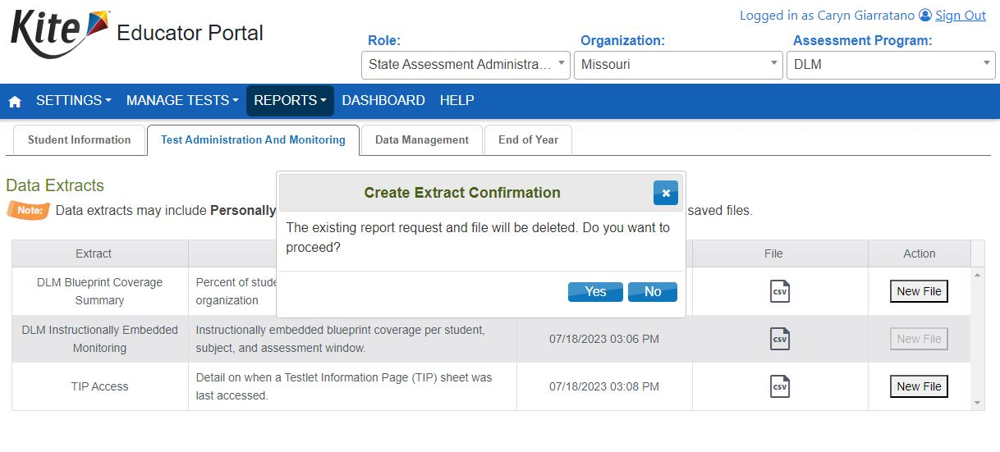 Kite Educator Portal
Logged in as Caryn Giarratano Sign Out
Role: Organization: Assessment Program:
State Assessment Administra... Missouri DLM
SETTINGS MANAGE TESTS REPORTS DASHBOARD HELP
Student Information Test Administration And Monitoring Data Management End of Year
Data Extracts
Note: Data extracts may include Personally saved files.
Create Extract Confirmation
The existing report request and file will be deleted. Do you want to
proceed?
Yes No
Extract File Action
DLM Blueprint Coverage
Summary
Percent of stude
organization
csv
New File
DLM Instructionally Embedded
Monitoring
Instructionally embedded blueprint coverage per student,
subject, and assessment window.
07/18/2023 03:06 PM
csv
New File
TIP Access
Detail on when a Testlet Information Page (TIP) sheet was
last accessed.
07/18/2023 03:08 PM
csv
New File